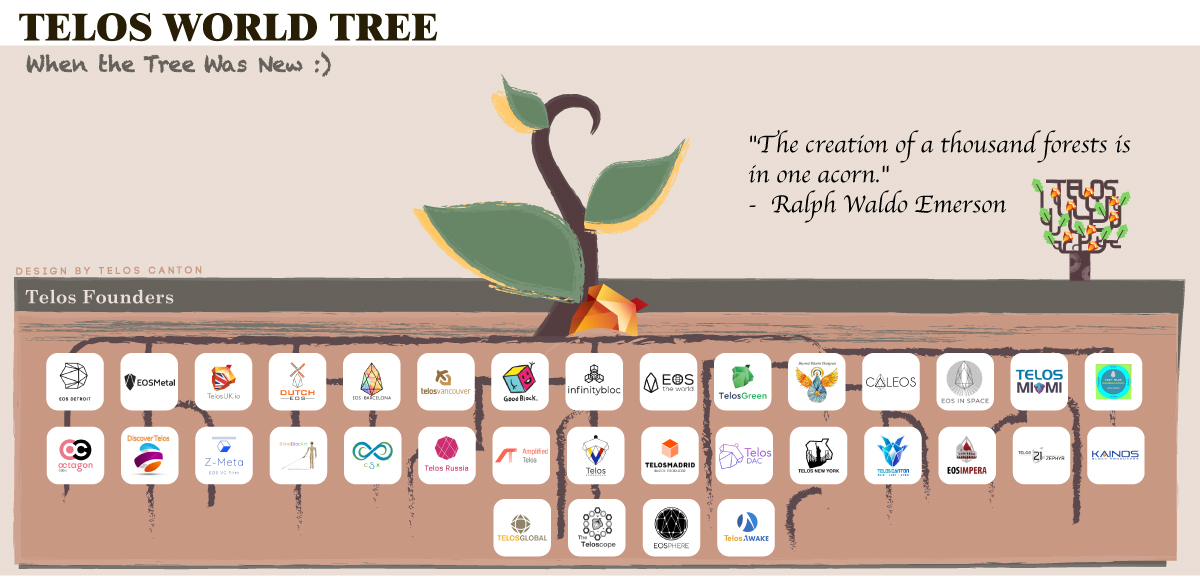 TELOS WORLD TREE
When the Tree Was New :)
"The creation of a thousand forests is
in one acorn."
- Ralph Waldo Emerson
TELOS
DESIGN BY TELOS CANTON
Telos Founders
EOS DETROIT
EOSMetal
TelosUK.io
DUTCH
EOS
EOS BARCELONA
telosvancouver
Good Block.
infinitybloc
EOS
the world
TelosGreen
CALEOS
EOS IN SPACE
TELOS
MIAMI
octagon
Discover Telos
Z-Meta
EOS VC Firm
csx
Telos Russia
Amplified
Telos
Telos
TELOSMADRID
BLOCK PRODUCER
Telos
DAC
TELOS NEW YORK
TELOSCANTON
EOSIMPERA
TELOS 21 ZEPHYR
KAINOS
TELOSGLOBAL
The
Teloscope
EOSPHERE
TelosAWAKE